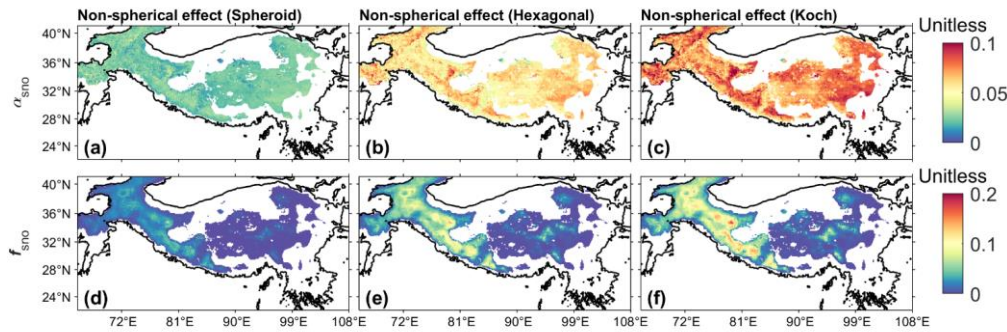 Non-spherical effect (Spheroid)
Non-spherical effect (Hexagonal)
Non-spherical effect (Koch)
Unitless
40°N
36°N
32°N
28°N
24°N
αsno
(a)
(b)
(c)
0.1
0.05
0
Unitless
40°N
36°N
32°N
28°N
24°N
fsno
(d)
(e)
(f)
0.2
0.1
0
72°E 81°E 90°E 99°E 108°E
72°E 81°E 90°E 99°E 108°E
72°E 81°E 90°E 99°E 108°E